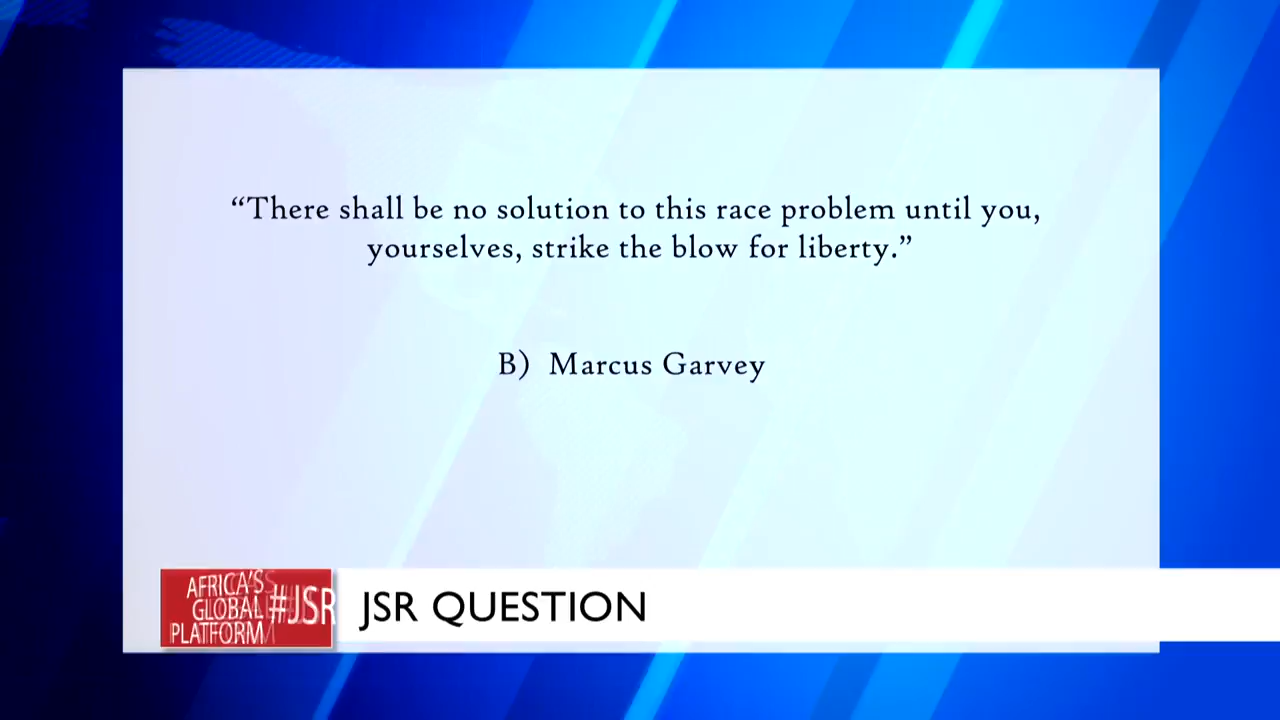 “There shall be no solution to this race problem until you,
yourselves, strike the blow for liberty.”
B) Marcus Garvey
AFRICA'S
GLOBAL
PLATFORM
#JSR
JSR QUESTION